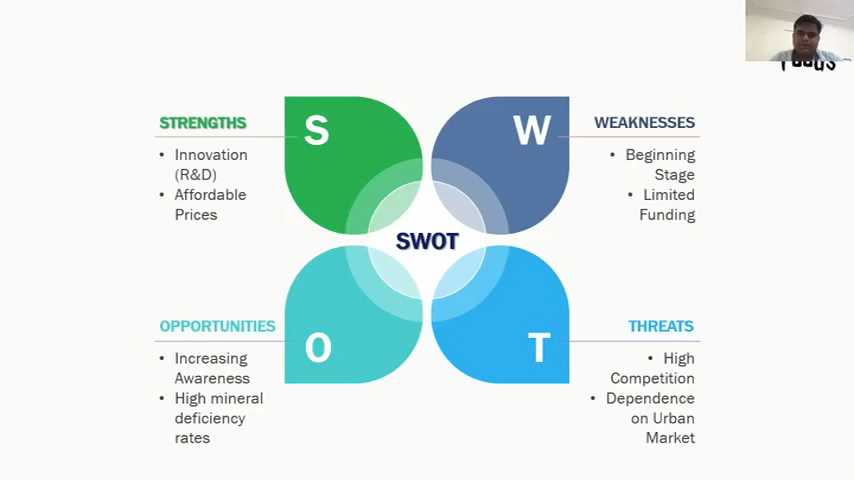 STRENGTHS
• Innovation
(R&D)
• Affordable
Prices
S
W
WEAKNESSES
• Beginning
Stage
• Limited
Funding
SWOT
OPPORTUNITIES
• Increasing
Awareness
• High mineral
deficiency
rates
O
T
THREATS
• High
Competition
• Dependence
on Urban
Market